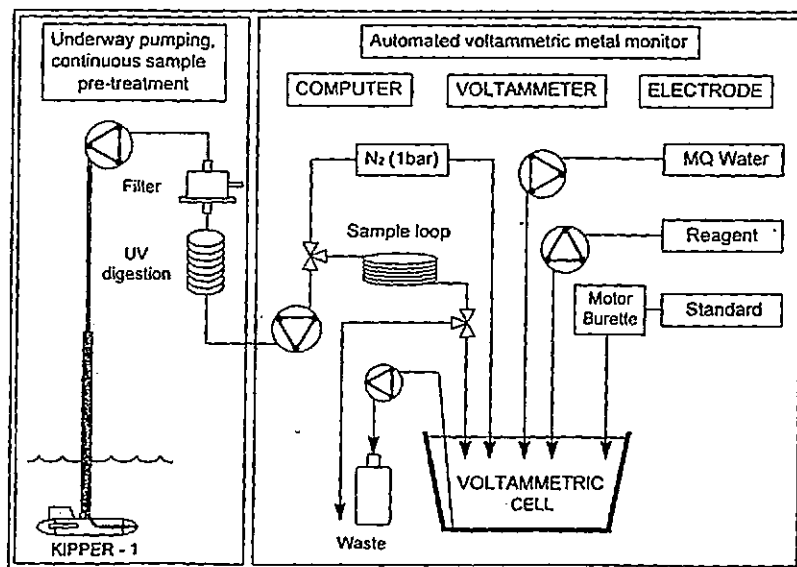 Underway pumping,
continuous sample
pre-treatment
Filter
UV
digestion
KIPPER - 1
Automated voltammetric metal monitor
COMPUTER
VOLTAMMETER
ELECTRODE
N₂ (1bar)
MQ Water
Sample loop
Reagent
Motor
Burette
Standard
VOLTAMMETRIC
CELL
Waste